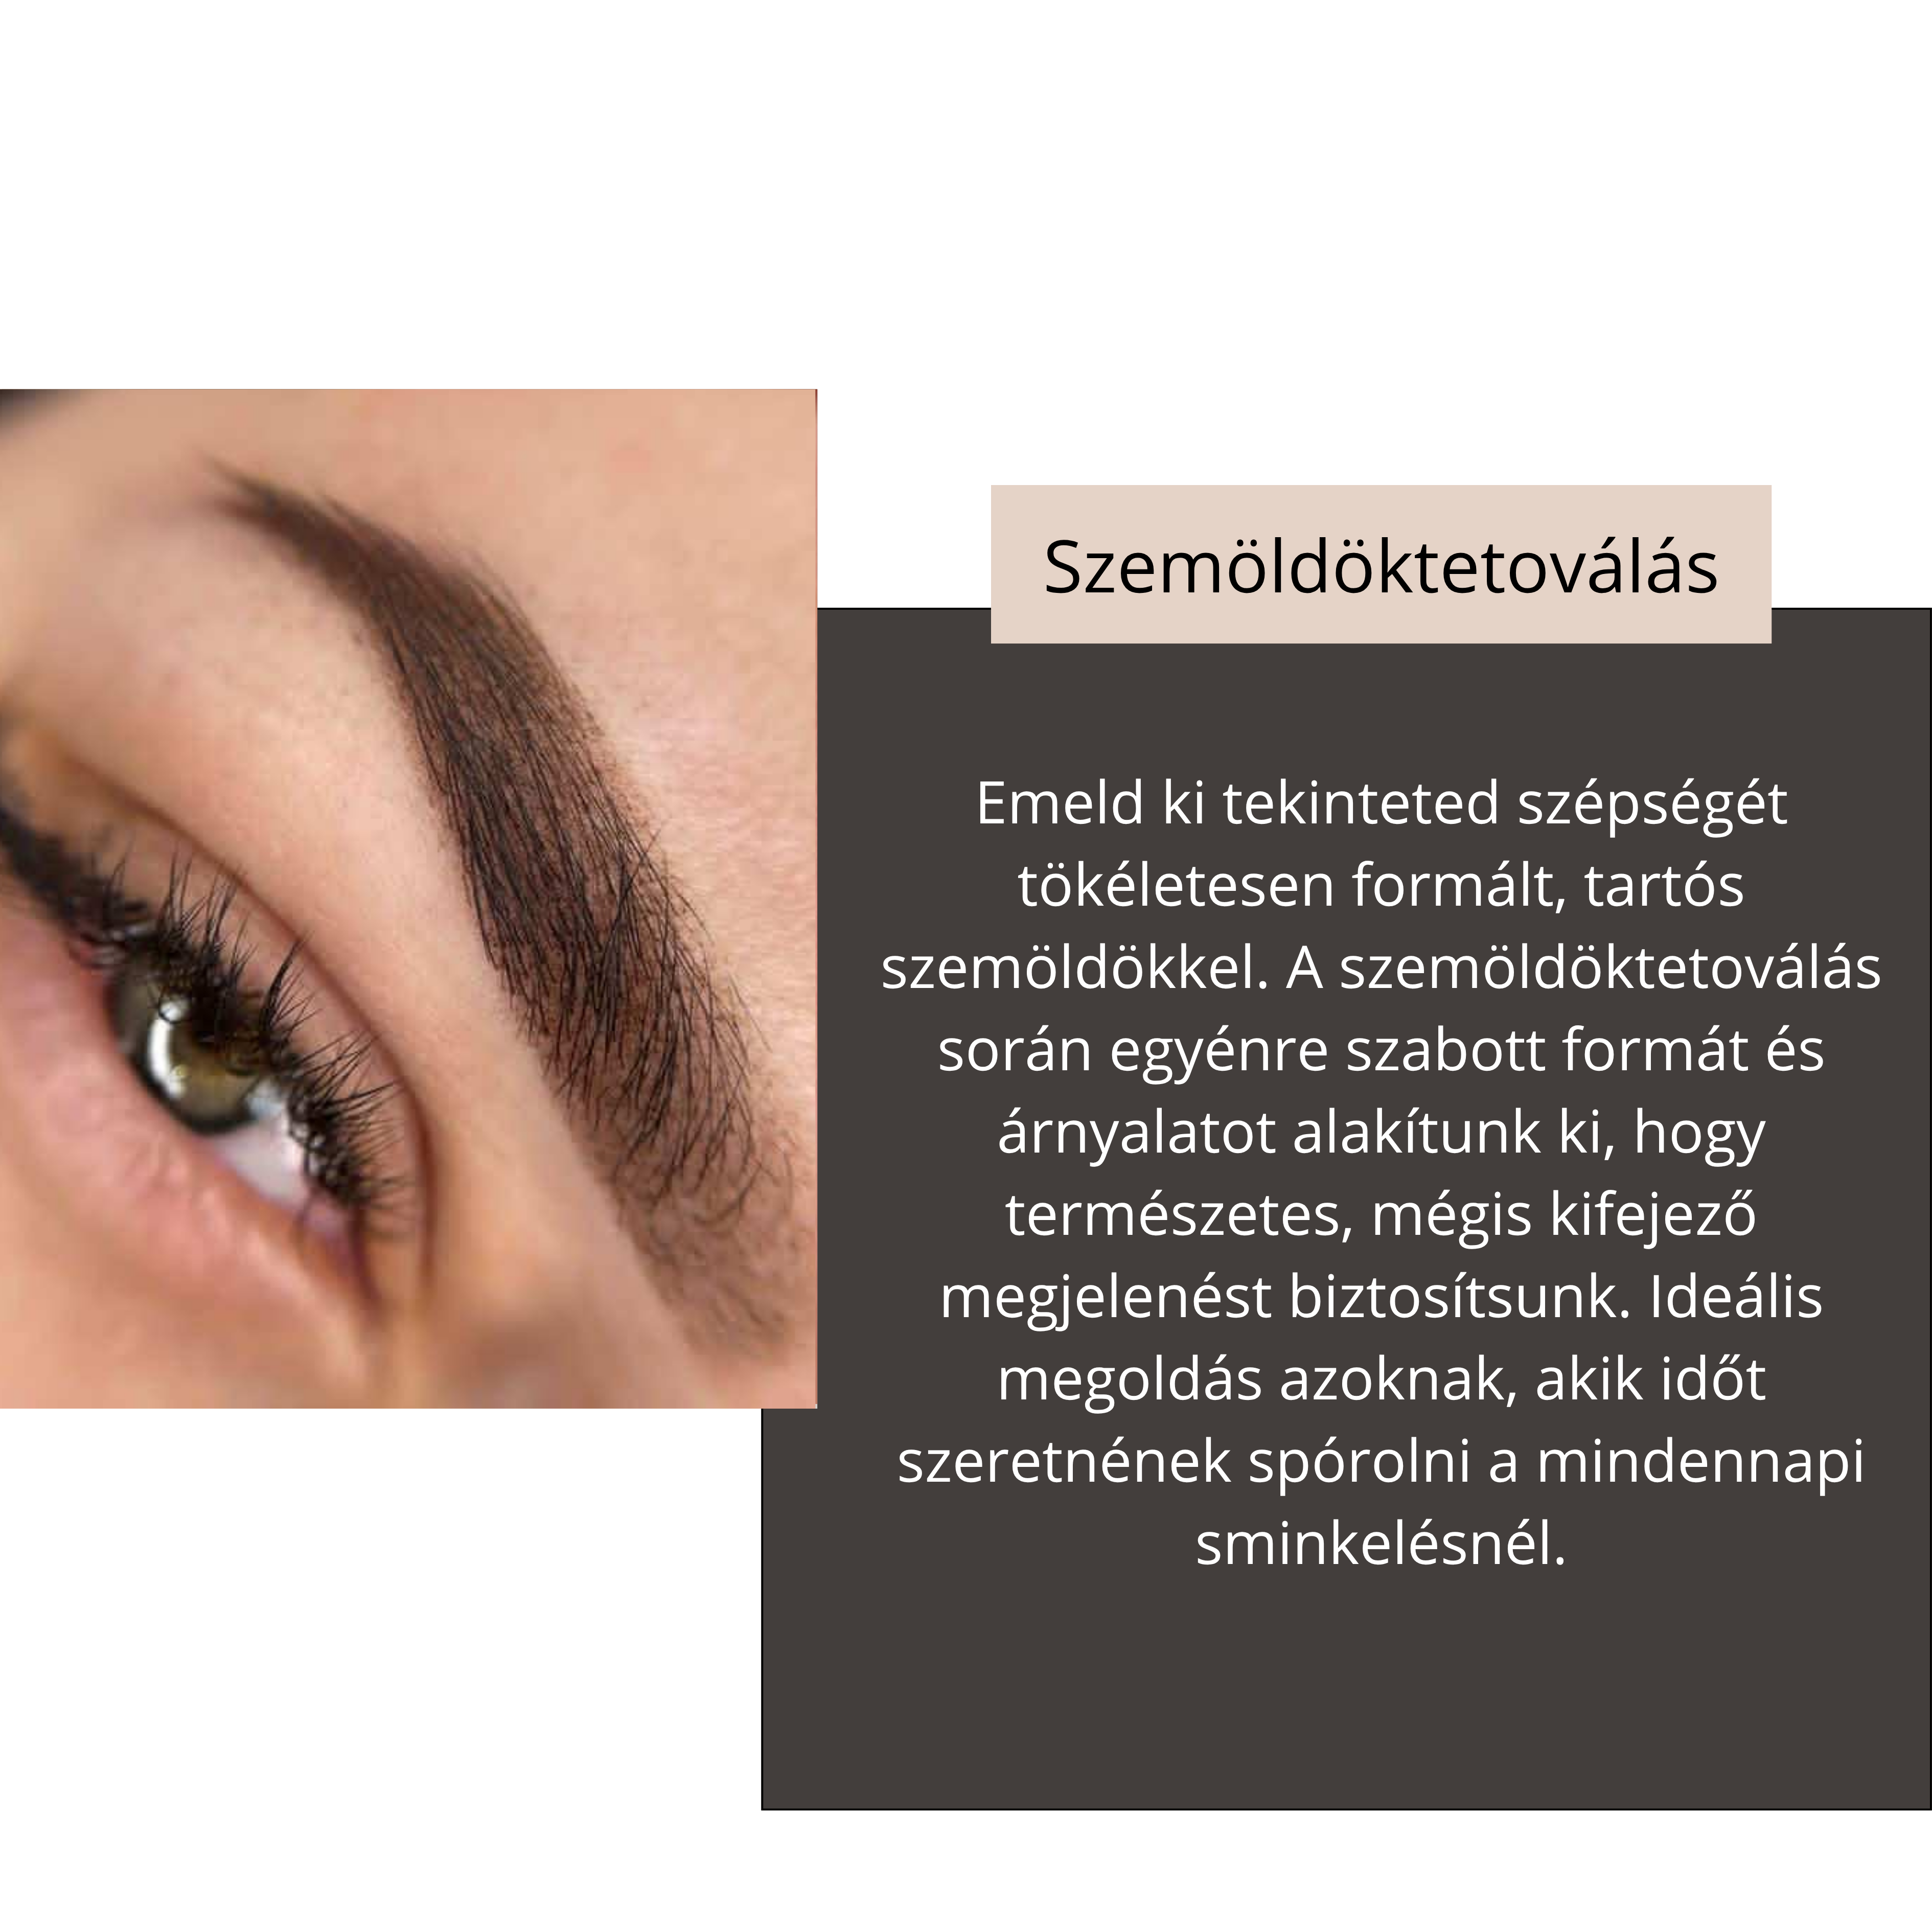 Szemöldöktetoválás
Emeld ki tekinteted szépségét
tökéletesen formált, tartós
szemöldökkel. A szemöldöktetoválás
során egyénre szabott formát és
árnyalatot alakítunk ki, hogy
természetes, mégis kifejező
megjelenést biztosítsunk. Ideális
megoldás azoknak, akik időt
szeretnének spórolni a mindennapi
sminkelésnél.